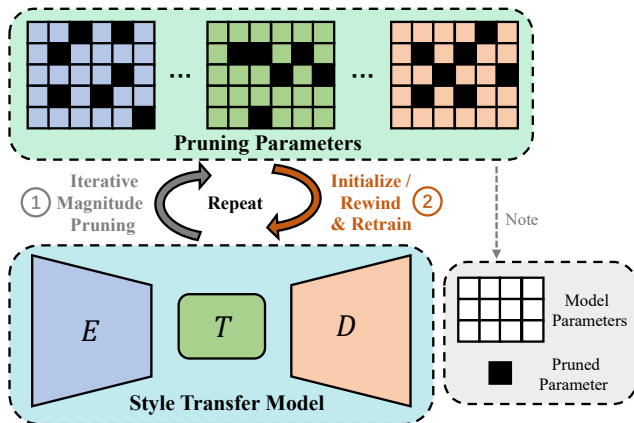 ...
...
Pruning Parameters
1
Iterative
Magnitude
Pruning
Repeat
Initialize /
Rewind
& Retrain
2
Note
E
T
D
Style Transfer Model
Model
Parameters
Pruned
Parameter